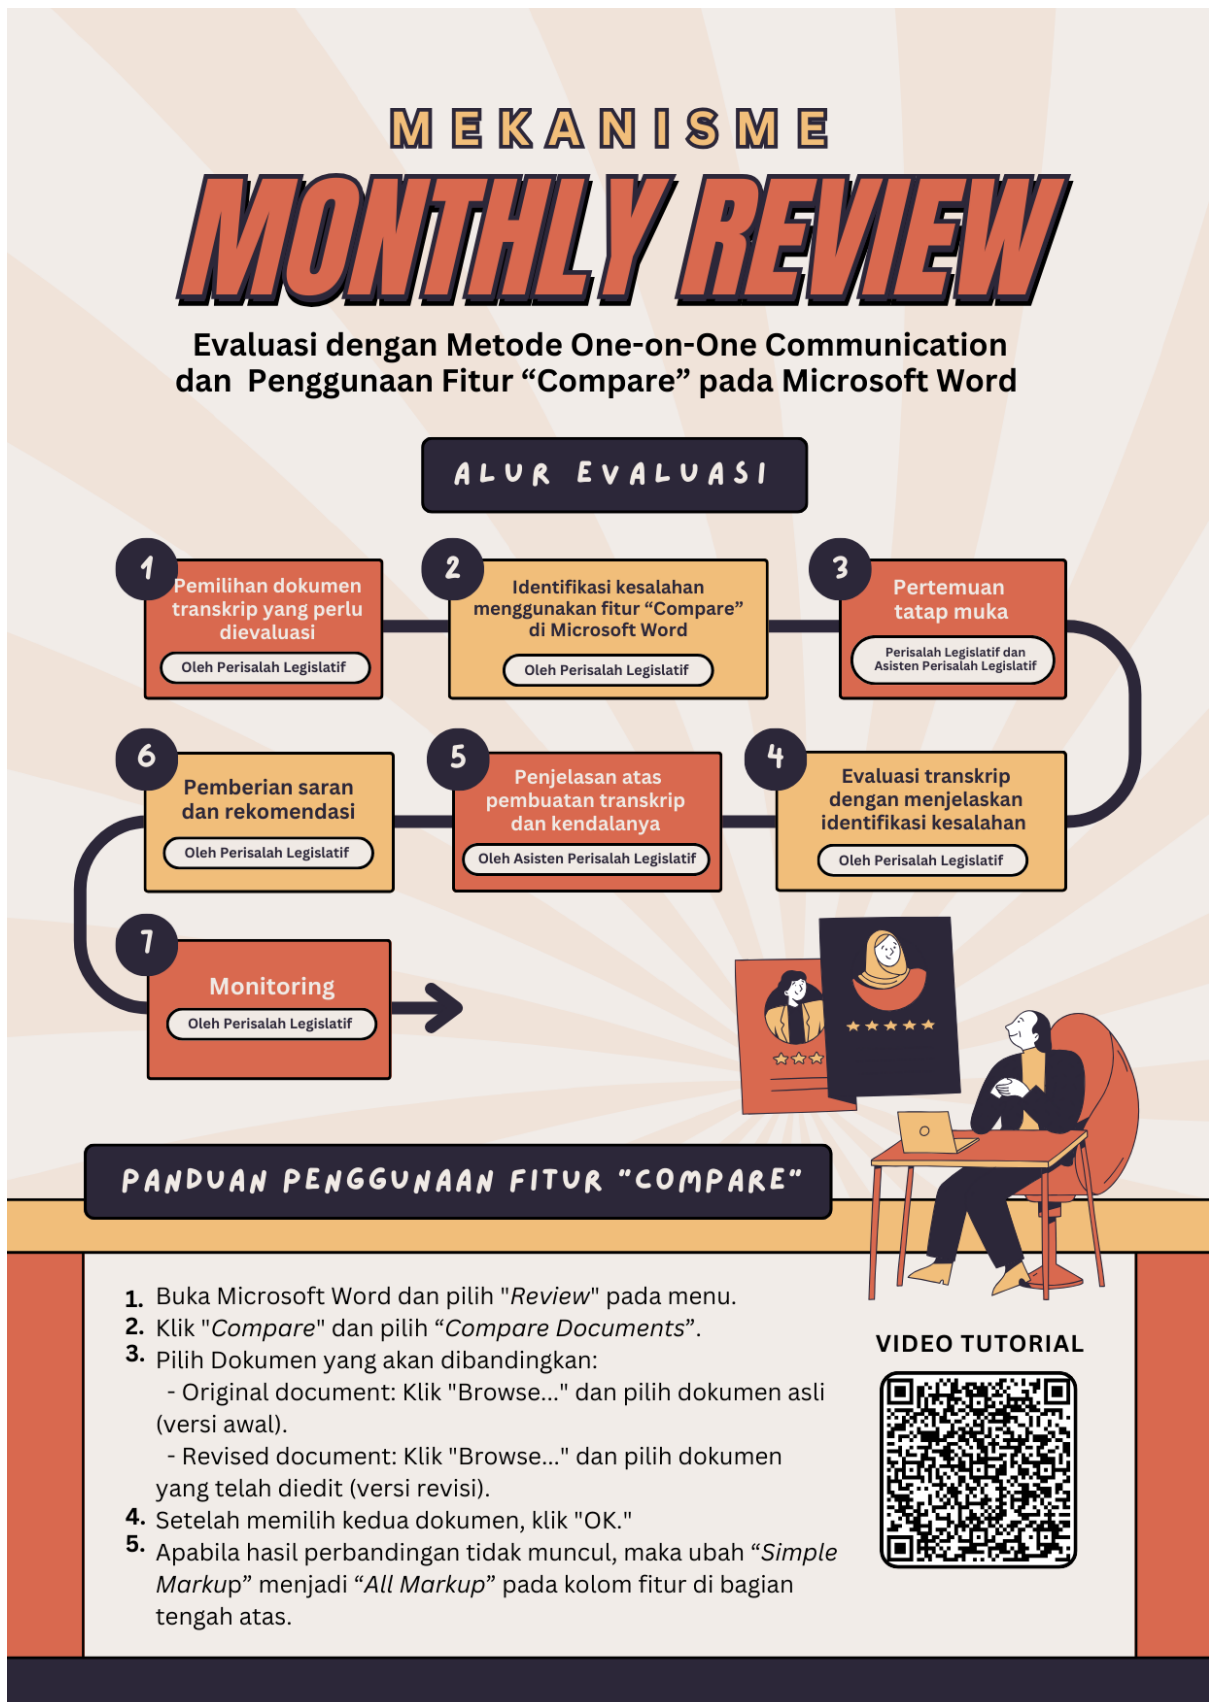 MEKANISME
MONTHLY REVIEW
Evaluasi dengan Metode One-on-One Communication
dan Penggunaan Fitur “Compare” pada Microsoft Word
ALUR EVALUASI
1
Pemilihan dokumen
transkrip yang perlu
dievaluasi
Oleh Perisalah Legislatif
2
Identifikasi kesalahan
menggunakan fitur “Compare”
di Microsoft Word
Oleh Perisalah Legislatif
3
Pertemuan
tatap muka
Perisalah Legislatif dan
Asisten Perisalah Legislatif
4
Evaluasi transkrip
dengan menjelaskan
identifikasi kesalahan
Oleh Perisalah Legislatif
5
Penjelasan atas
pembuatan transkrip
dan kendalanya
Oleh Asisten Perisalah Legislatif
6
Pemberian saran
dan rekomendasi
Oleh Perisalah Legislatif
7
Monitoring
Oleh Perisalah Legislatif
PANDUAN PENGGUNAAN FITUR "COMPARE"
1. Buka Microsoft Word dan pilih "Review" pada menu.
2. Klik "Compare" dan pilih “Compare Documents”.
3. Pilih Dokumen yang akan dibandingkan:
- Original document: Klik "Browse..." dan pilih dokumen asli
(versi awal).
- Revised document: Klik "Browse..." dan pilih dokumen
yang telah diedit (versi revisi).
4. Setelah memilih kedua dokumen, klik "OK."
5. Apabila hasil perbandingan tidak muncul, maka ubah “Simple
Markup” menjadi “All Markup” pada kolom fitur di bagian
tengah atas.
VIDEO TUTORIAL